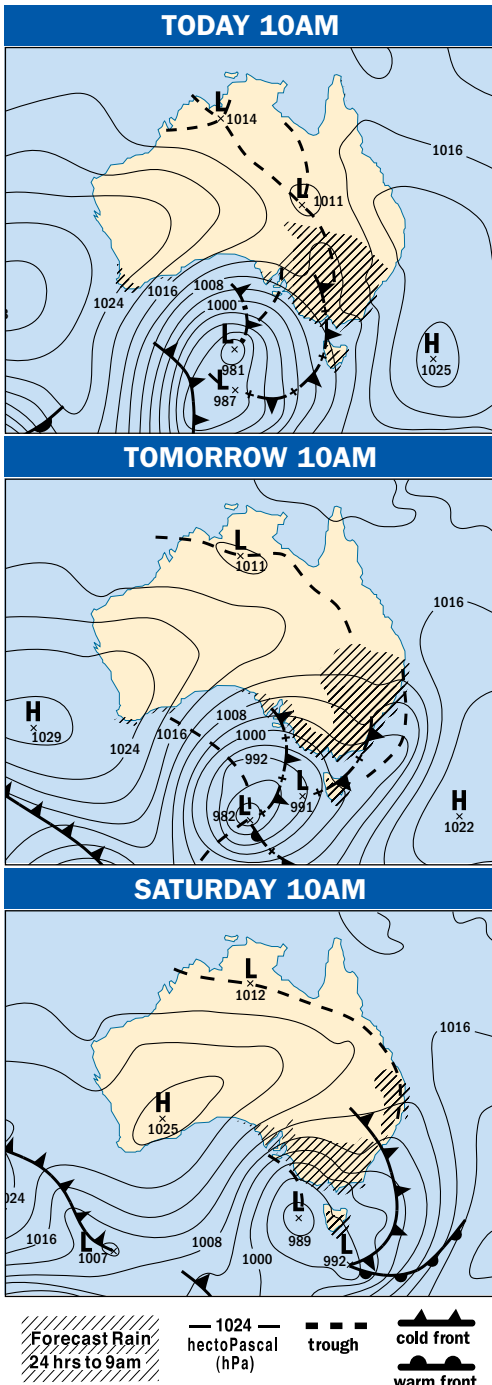 TODAY 10AM
L
1014
1016
L
1011
1024
1016
1008
1000
L
981
L
987
H
1025
TOMORROW 10AM
L
1011
1016
H
1029
1024
1016
1008
1000
992
L
991
L
982
H
1022
SATURDAY 10AM
L
1012
1016
H
1025
1016
L
1007
1008
1000
L
989
L
992
Forecast Rain
24 hrs to 9am
1024
hectoPascal
(hPa)
trough
cold front
warm front